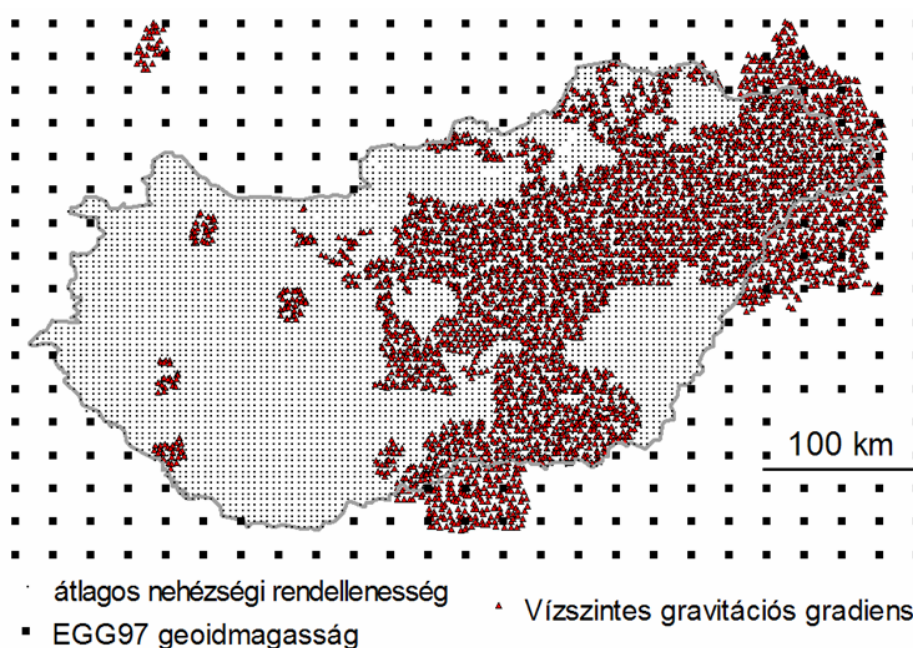 100 km
átlagos nehézségi rendellenesség
Vízszintes gravitációs gradiens
EGG97 geoidmagasság